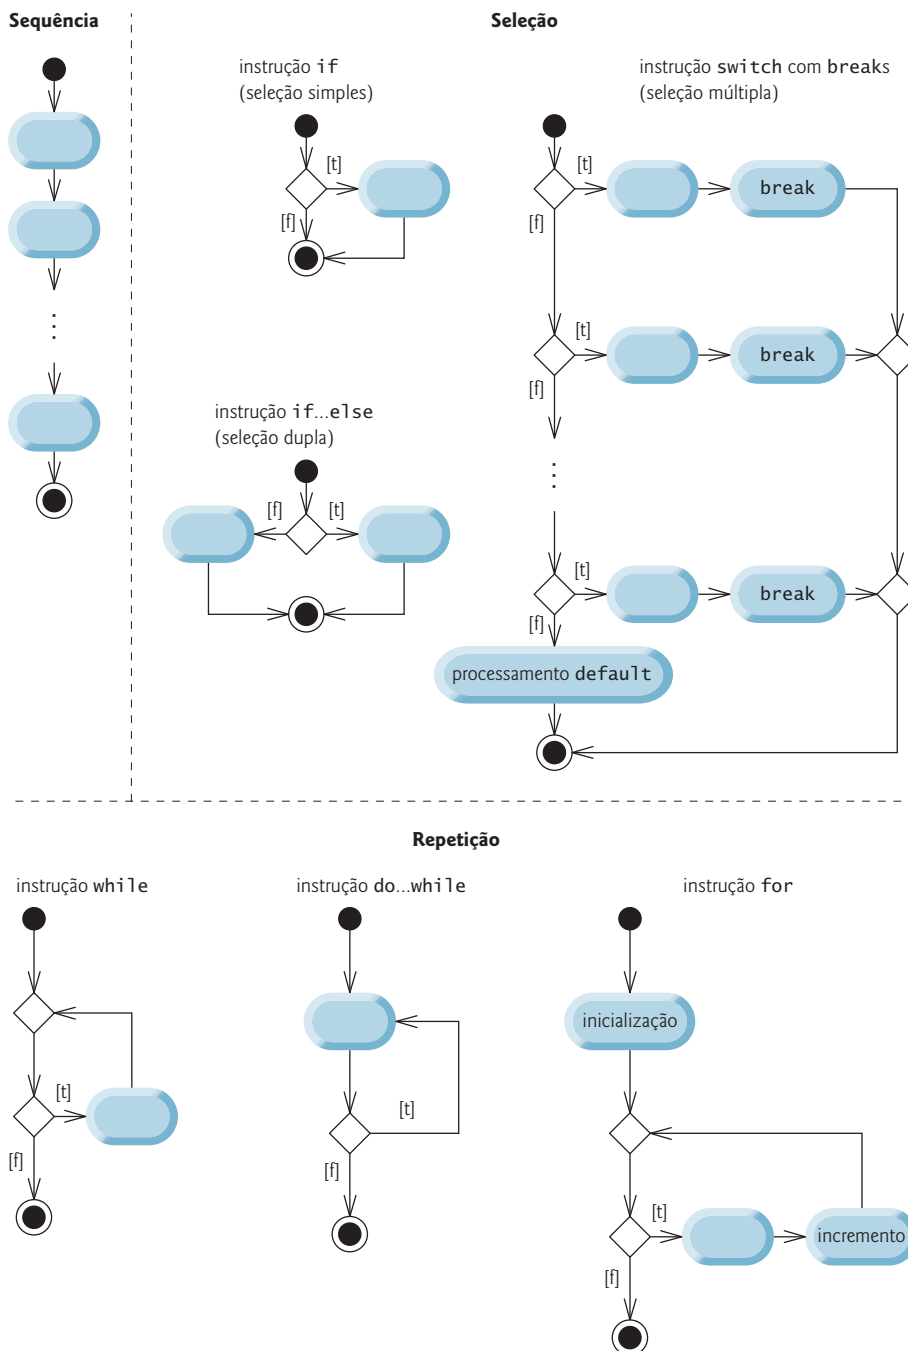 Sequência
Seleção
instrução if
(seleção simples)
[t]
[f]
instrução switch com breaks
(seleção múltipla)
[t]
break
[f]
[t]
break
[f]
[t]
break
[f]
processamento default
instrução if...else
(seleção dupla)
[f]
[t]
Repetição
instrução while
[t]
[f]
instrução do...while
[t]
[f]
instrução for
inicialização
[t]
incremento
[f]